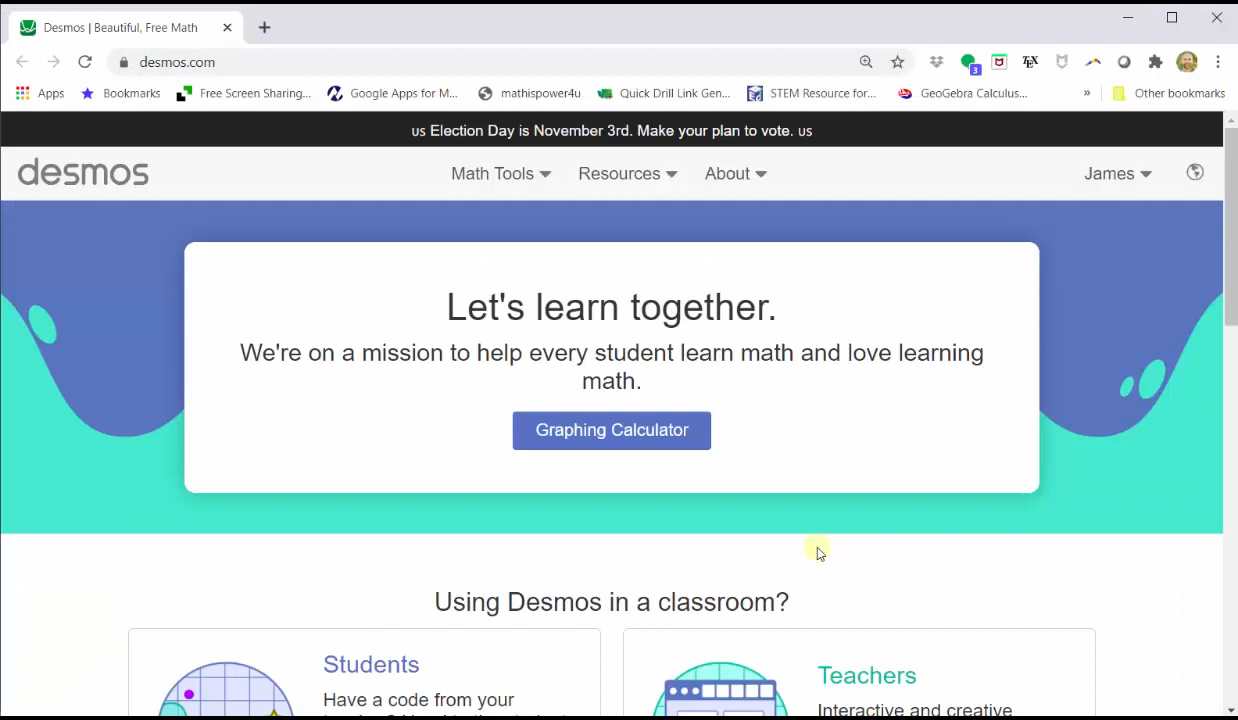 Desmos | Beautiful, Free Math
desmos.com
3
TEX
Apps
Bookmarks
Free Screen Sharing...
Google Apps for M...
mathispower4u
Quick Drill Link Gen...
STEM Resource for...
GeoGebra Calculus...
»
Other bookmarks
us Election Day is November 3rd. Make your plan to vote. us
desmos
Math Tools
Resources
About
James
Let's learn together.
We're on a mission to help every student learn math and love learning
math.
Graphing Calculator
Using Desmos in a classroom?
Students
Have a code from your
Teachers
Interactive and creative